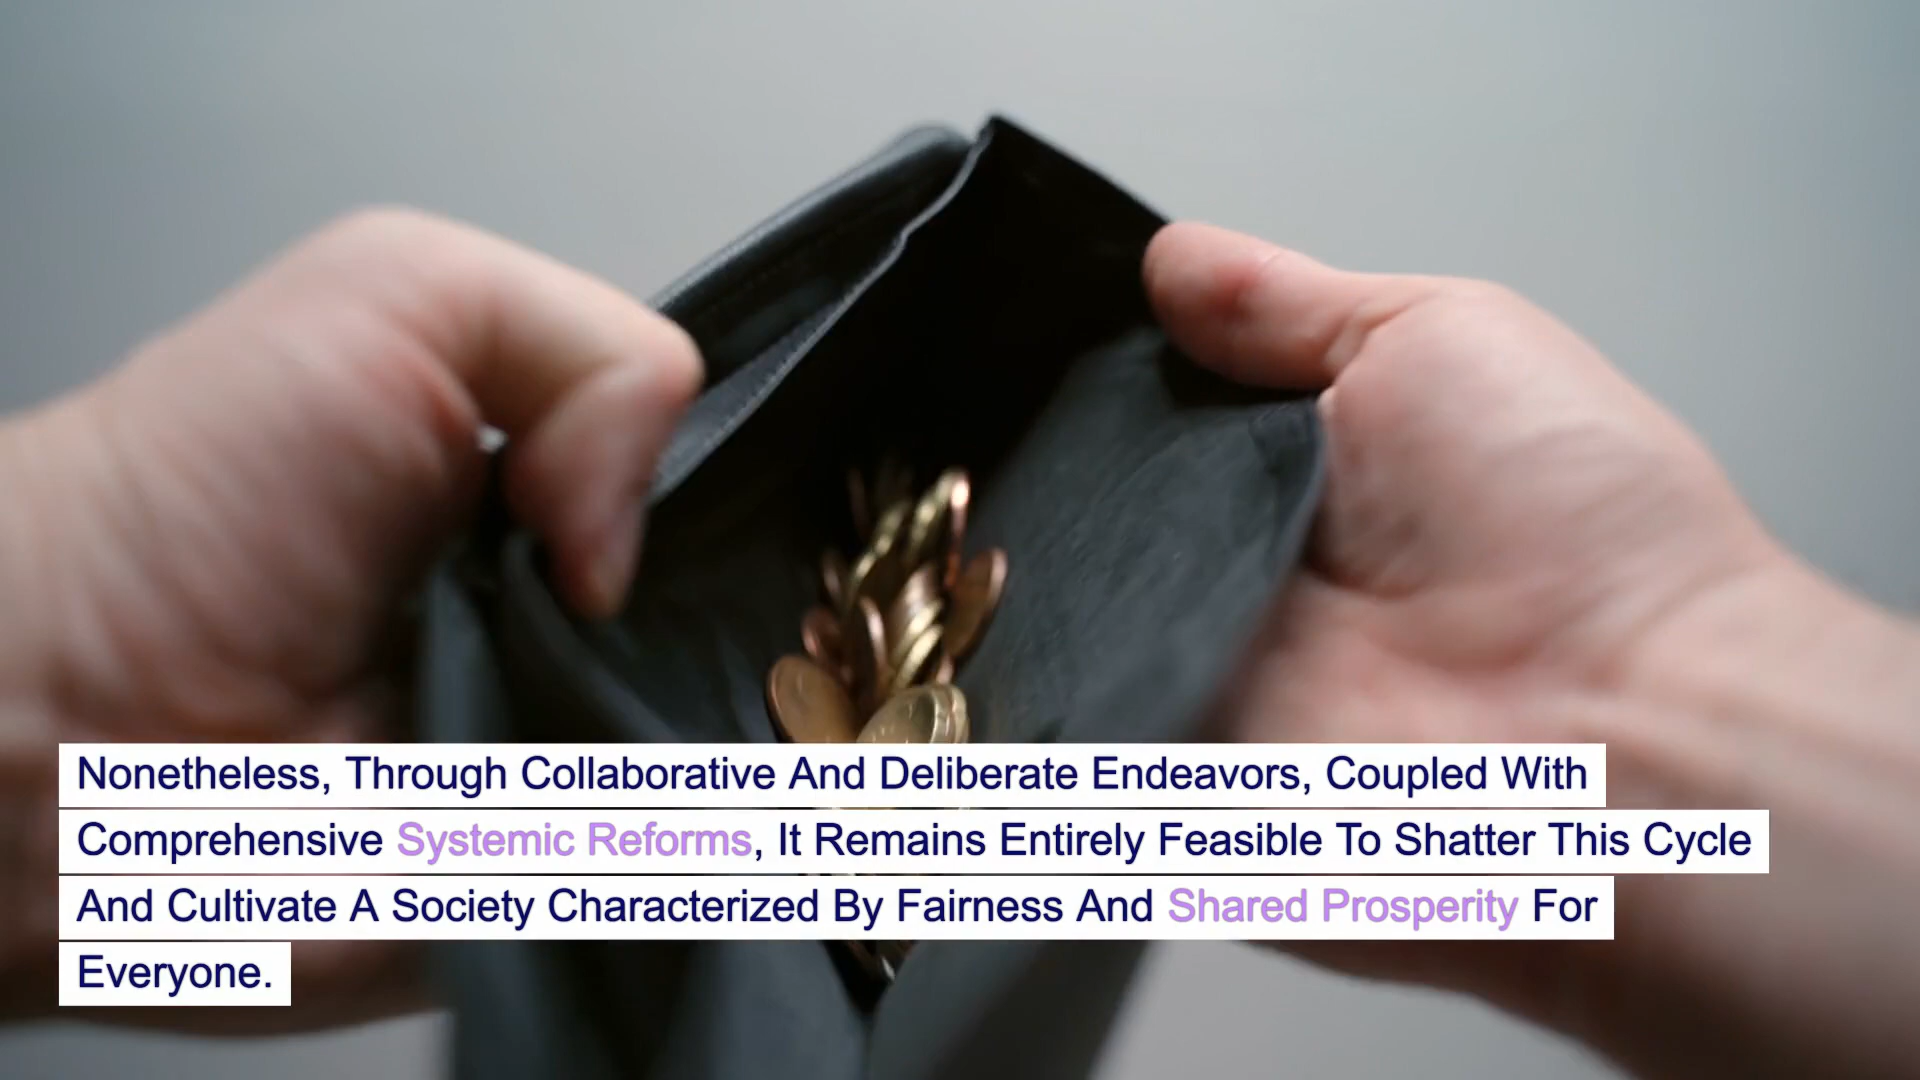 Nonetheless, Through Collaborative And Deliberate Endeavors, Coupled With
Comprehensive Systemic Reforms, It Remains Entirely Feasible To Shatter This Cycle
And Cultivate A Society Characterized By Fairness And Shared Prosperity For
Everyone.